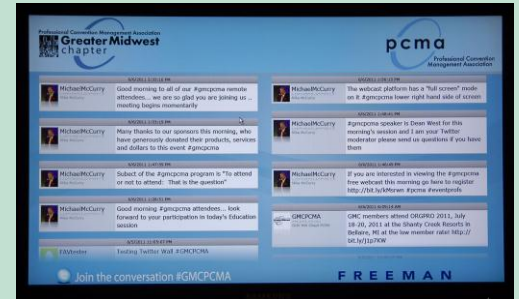 Professional Convention Management Association
Greater Midwest
chapter
pcma
Professional Convention
Management Association
MichaelMcCurry
Good morning to all of our #gmcpcma remote
attendees... we are so glad you are joining us ..
meeting begins momentarily
MichaelMcCurry
Many thanks to our sponsors this morning, who
have generously donated their products, services
and dollars to this event #gmcpcma
MichaelMcCurry
Subect of the #gmcpcma program is "To attend
or not to attend: That is the question"
MichaelMcCurry
Good morning #gmcpcma attendees... look
forward to your participation in today's Education
session
Testing Twitter Wall #GMCPCMA
MichaelMcCurry
The webcast platform has a "full screen" mode
on it #gmcpcma lower right hand side of screen
MichaelMcCurry
#gmcpcma speaker is Dean West for this
morning's session and I am your Twitter
moderator please send us questions if you have
them
MichaelMcCurry
If you are interested in viewing the #gmcpcma
free webcast this morning go here to register
#pcma #eventprofs
GMCPCMA
GMC members attend ORGPRO 2011, July
18-20, 2011 at the Shanty Creek Resorts in
Bellaire, MI at the low member rate! http://
Join the conversation #GMCPCMA
FREEMAN